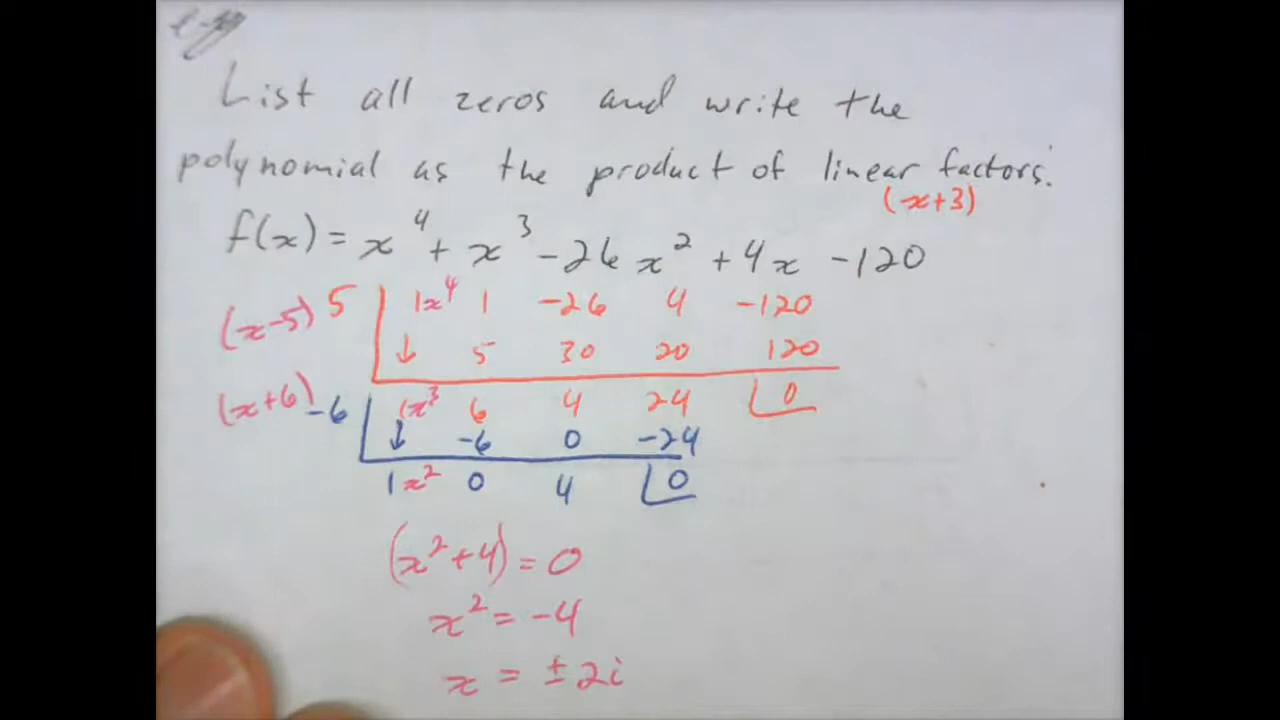 List all zeros and write the
polynomial as the product of linear factors.
(x+3)
f(x) = x⁴ + x³ - 26x² + 4x - 120
(x-5) 5 1x⁴ 1 -26 4 -120
↓ 5 30 20 120
(x+6) -6 1x³ 6 4 24 0
↓ -6 0 -24
1x² 0 4 0
(x²+4) = 0
x² = -4
x = ±2i